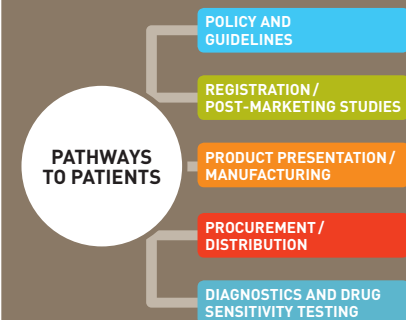 PATHWAYS
TO PATIENTS
POLICY AND
GUIDELINES
REGISTRATION /
POST-MARKETING STUDIES
PRODUCT PRESENTATION /
MANUFACTURING
PROCUREMENT /
DISTRIBUTION
DIAGNOSTICS AND DRUG
SENSITIVITY TESTING